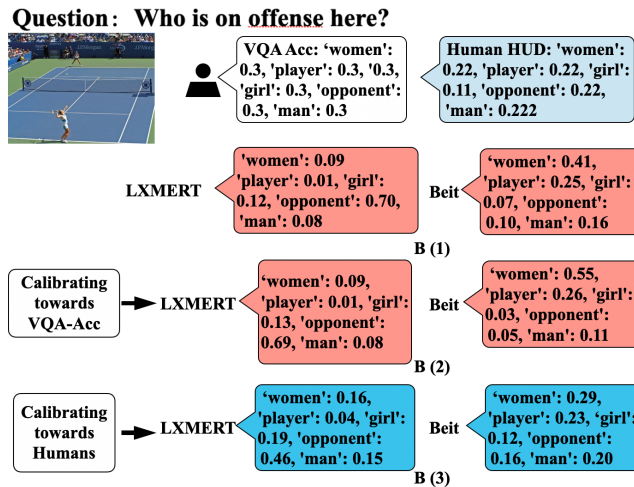 Question: Who is on offense here?
VQA Acc: ‘women':
0.3, 'player': 0.3, '0.3,
'girl': 0.3, 'opponent':
0.3, 'man': 0.3
Human HUD: 'women':
0.22, 'player': 0.22, 'girl':
0.11, 'opponent': 0.22,
'man': 0.222
LXMERT
'women': 0.09
'player': 0.01, 'girl':
0.12, 'opponent': 0.70,
'man': 0.08
Beit
‘women': 0.41,
'player': 0.25, 'girl':
0.07, 'opponent':
0.10, 'man': 0.16
B (1)
Calibrating
towards
VQA-Acc
LXMERT
‘women': 0.09,
'player': 0.01, 'girl':
0.13, 'opponent':
0.69, 'man': 0.08
Beit
‘women': 0.55,
'player': 0.26, 'girl':
0.03, 'opponent':
0.05, 'man': 0.11
B (2)
Calibrating
towards
Humans
LXMERT
‘women': 0.16,
'player': 0.04, 'girl':
0.19, 'opponent':
0.46, 'man': 0.15
Beit
‘women': 0.29,
'player': 0.23, ‘girl':
0.12, 'opponent':
0.16, 'man': 0.20
B (3)